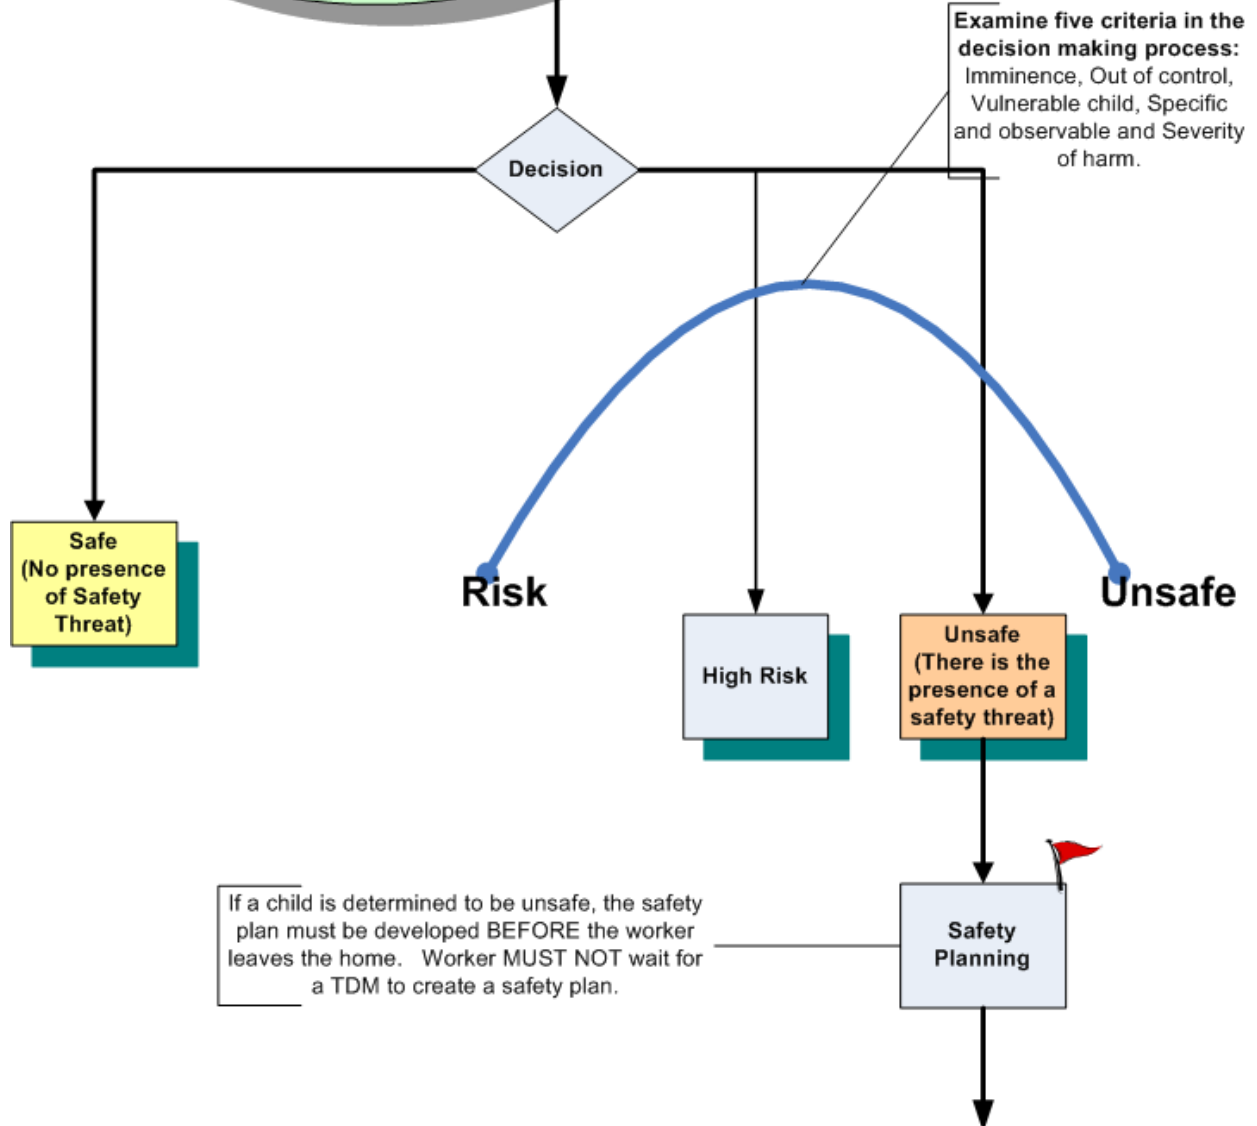 Examine five criteria in the
decision making process:
Imminence, Out of control,
Vulnerable child, Specific
and observable and Severity
of harm.
Decision
Safe
(No presence
of Safety
Threat)
Risk
Unsafe
High Risk
Unsafe
(There is the
presence of a
safety threat)
If a child is determined to be unsafe, the safety
plan must be developed BEFORE the worker
leaves the home. Worker MUST NOT wait for
a TDM to create a safety plan.
Safety
Planning